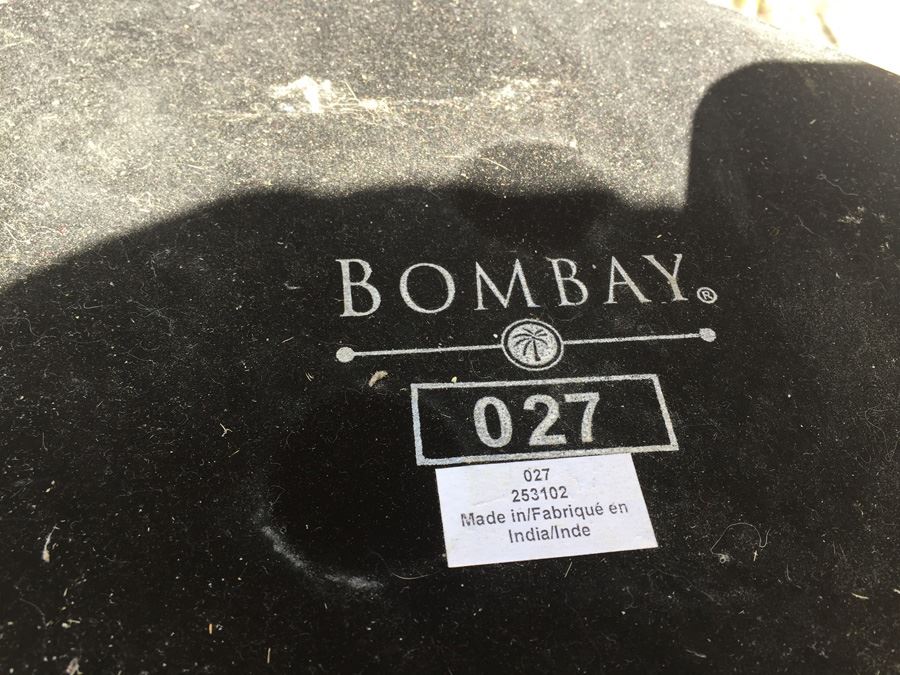 BOMBAY®
027
027
253102
Made in/Fabriqué en
India/Inde